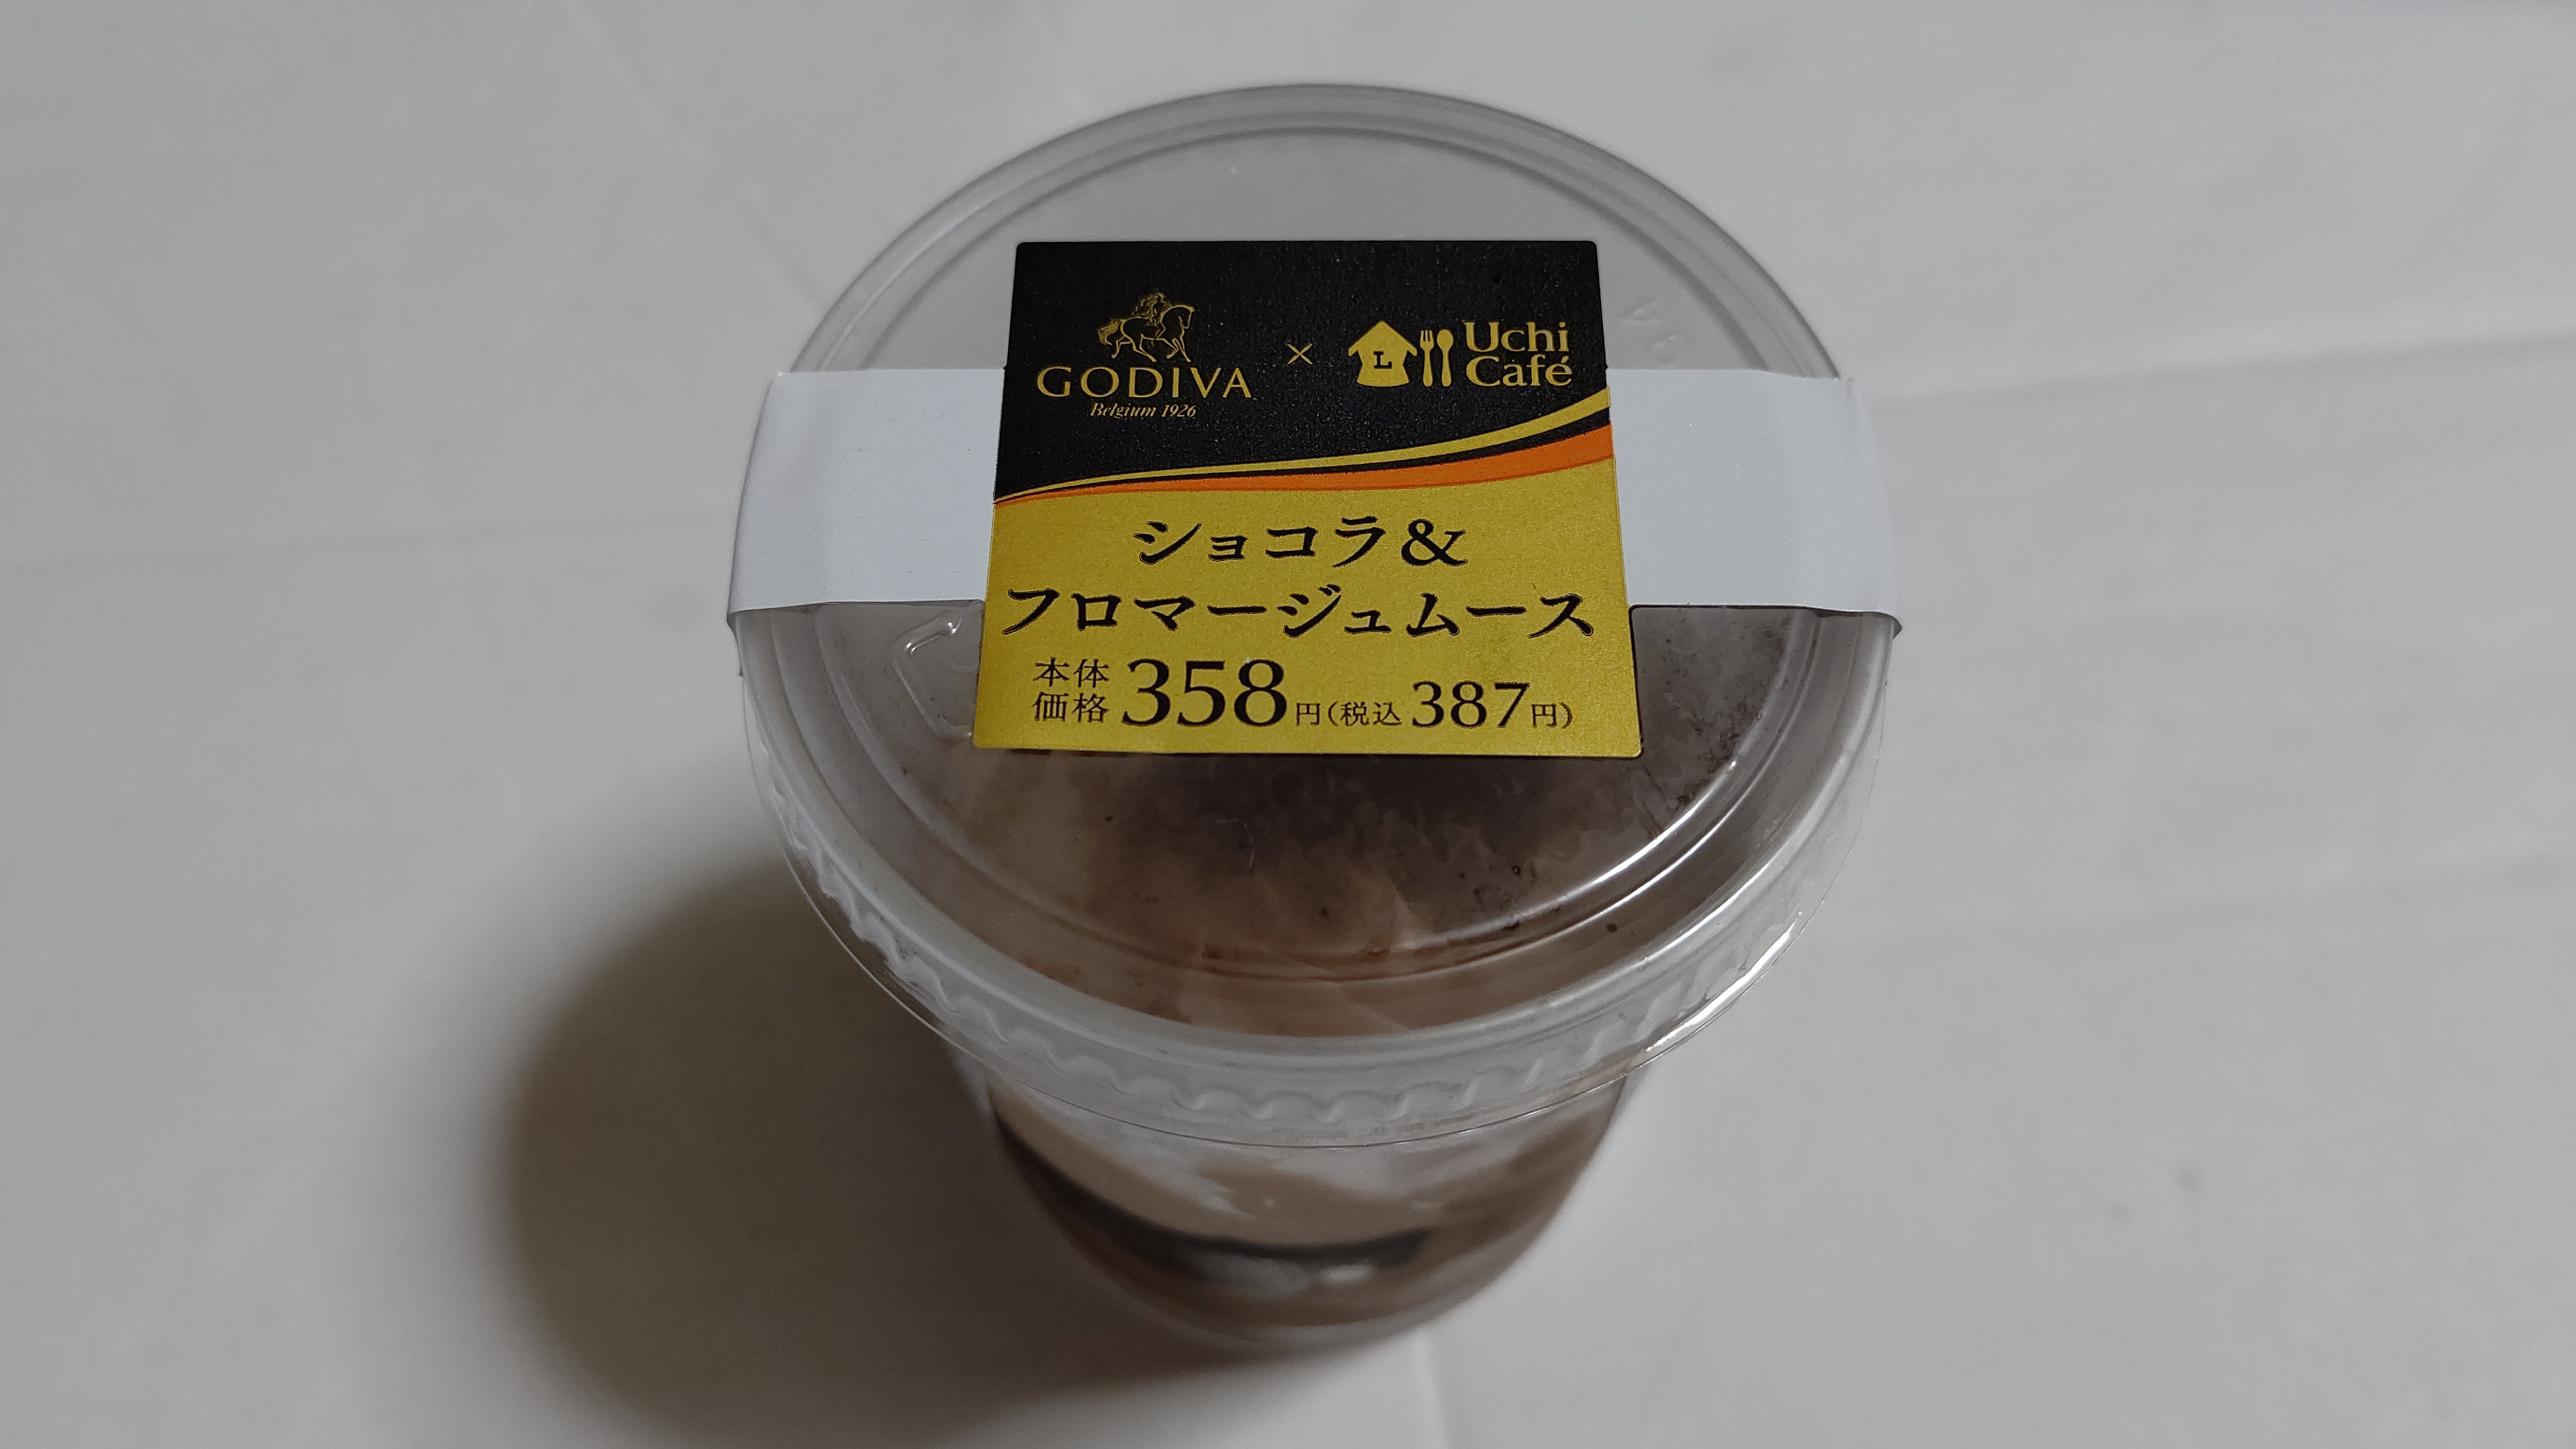 GODIVA
Belgium 1926
×
L
Uchi
Café
ショコラ&
フロマージュムース
本体
価格 358円(税込387円)